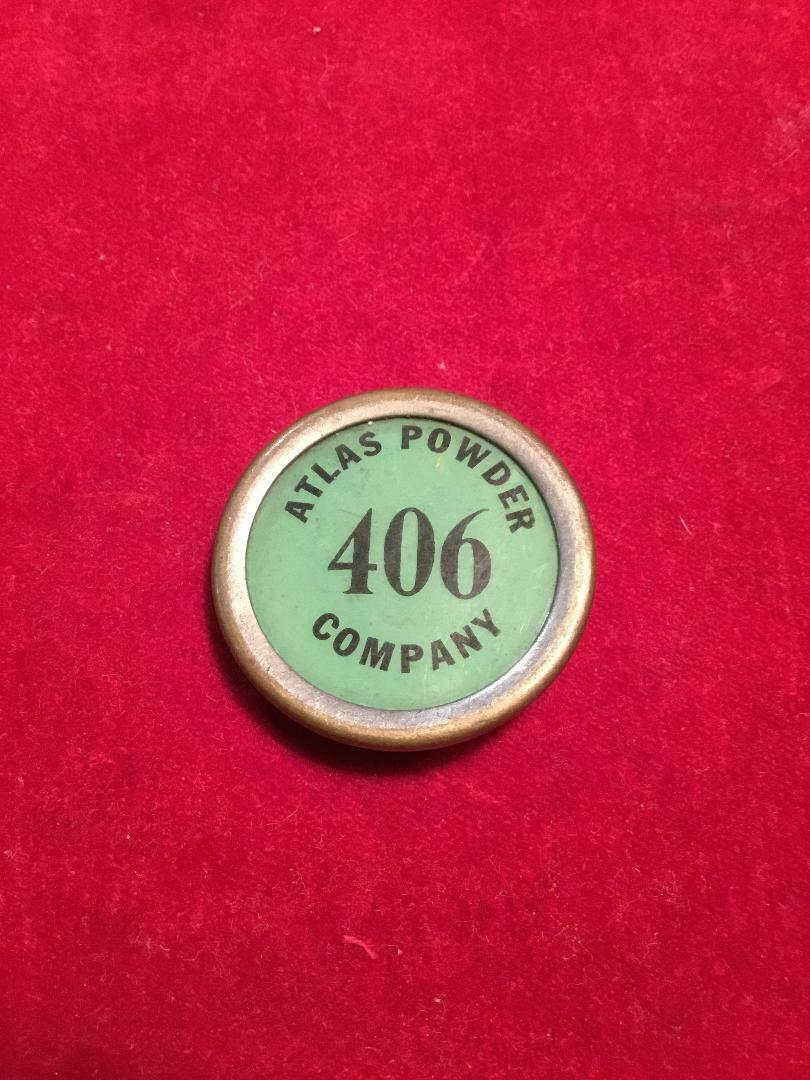 ATLAS POWDER
406
COMPANY